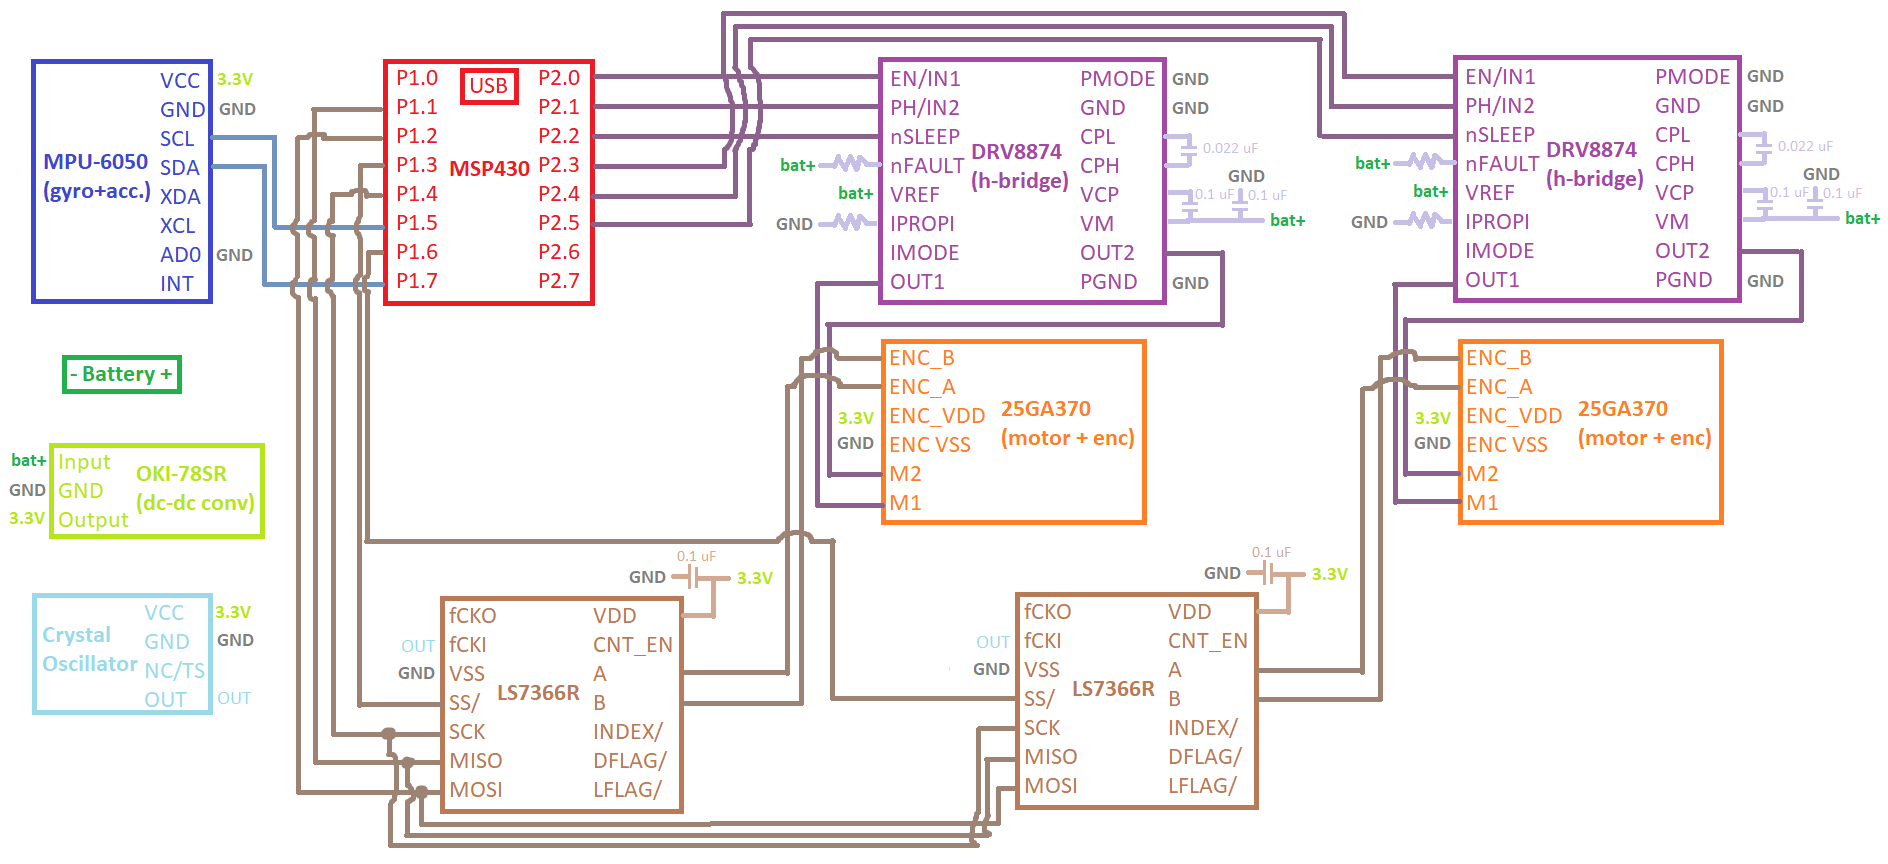 VCC 3.3V
GND GND
SCL
SDA
XDA
XCL
AD0 GND
INT
MPU-6050
(gyro+acc.)
P1.0
P1.1
P1.2
P1.3
P1.4
P1.5
P1.6
P1.7
USB
MSP430
P2.0
P2.1
P2.2
P2.3
P2.4
P2.5
P2.6
P2.7
EN/IN1
PH/IN2
nSLEEP
bat+ nFAULT
bat+ VREF
GND IPROPI
IMODE
OUT1
DRV8874
(h-bridge)
PMODE GND
GND GND
CPL
CPH
VCP
VM
OUT2
PGND GND
0.022 uF
GND
0.1 uF 0.1 uF
bat+
EN/IN1
PH/IN2
nSLEEP
bat+ nFAULT
bat+ VREF
GND IPROPI
IMODE
OUT1
DRV8874
(h-bridge)
PMODE GND
GND GND
CPL
CPH
VCP
VM
OUT2
PGND GND
0.022 uF
GND
0.1 uF 0.1 uF
bat+
- Battery +
ENC_B
ENC_A
3.3V ENC_VDD
GND ENC VSS
M2
M1
25GA370
(motor + enc)
ENC_B
ENC_A
3.3V ENC_VDD
GND ENC VSS
M2
M1
25GA370
(motor + enc)
bat+ Input
GND GND
3.3V Output
OKI-78SR
(dc-dc conv)
VCC 3.3V
GND GND
NC/TS
OUT OUT
Crystal
Oscillator
0.1 uF
GND 3.3V
fCKO
OUT fCKI
GND VSS
SS/
SCK
MISO
MOSI
LS7366R
VDD
CNT_EN
A
B
INDEX/
DFLAG/
LFLAG/
0.1 uF
GND 3.3V
fCKO
OUT fCKI
GND VSS
SS/
SCK
MISO
MOSI
LS7366R
VDD
CNT_EN
A
B
INDEX/
DFLAG/
LFLAG/